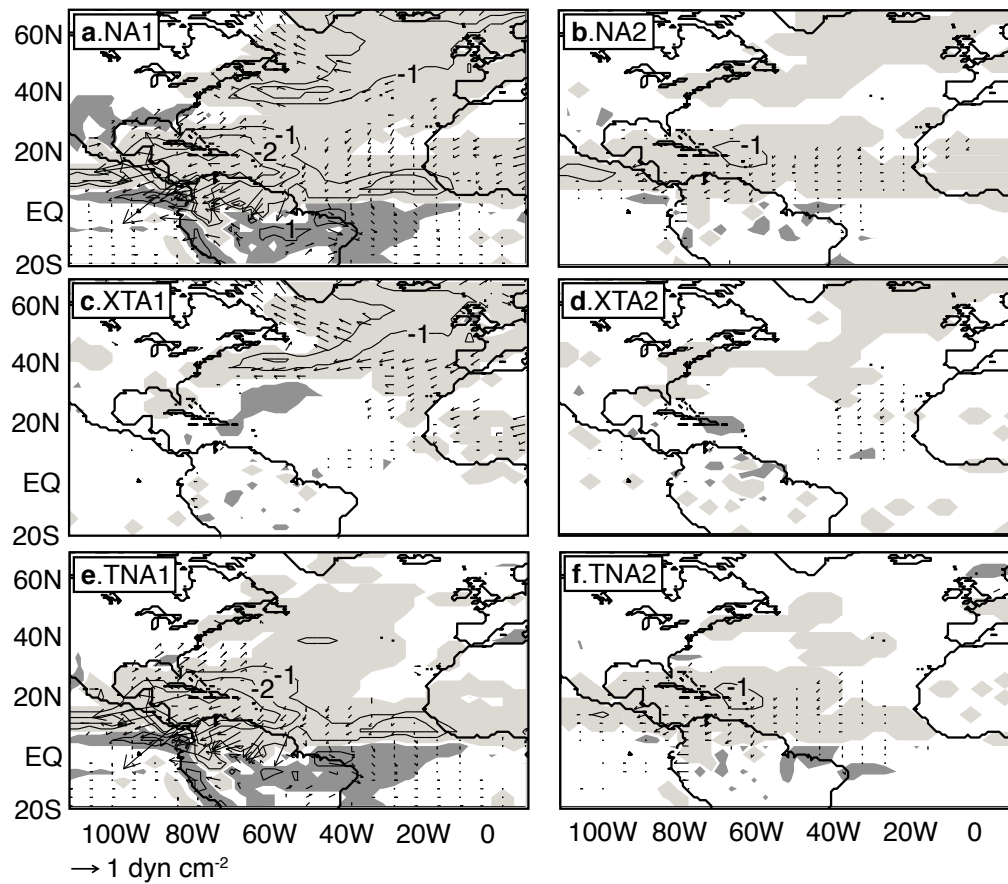 a.NA1
b.NA2
60N
40N
20N
EQ
20S
-1
-1
-2
1
-1
c.XTA1
d.XTA2
60N
40N
20N
EQ
20S
-1
e.TNA1
f.TNA2
60N
40N
20N
EQ
20S
-1
-2
-1
100W 80W 60W 40W 20W 0
100W 80W 60W 40W 20W 0
→ 1 dyn cm-2